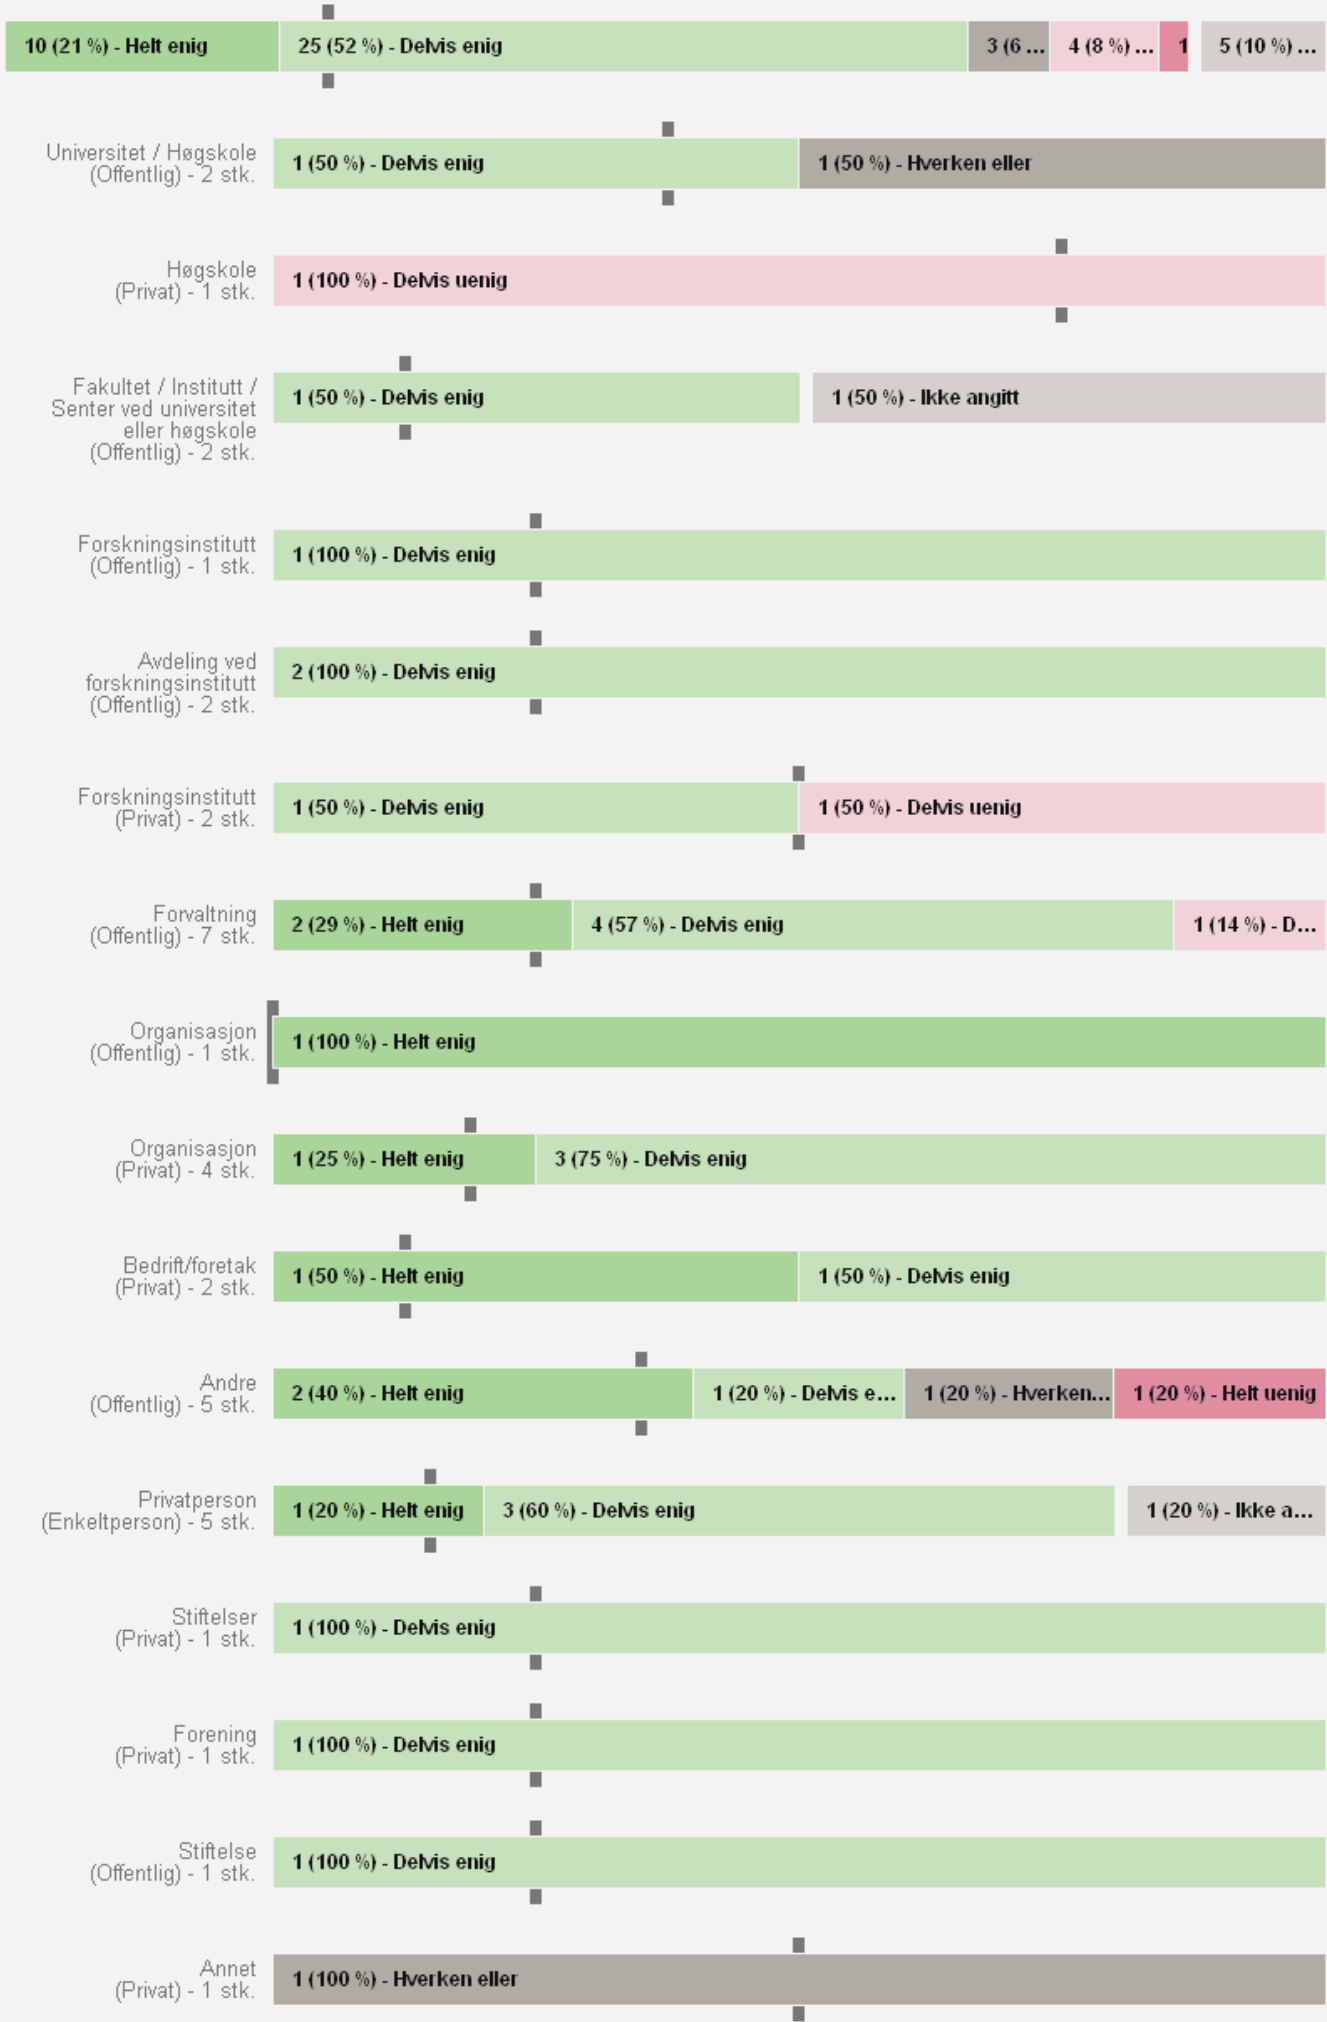 10 (21 %) - Helt enig
25 (52 %) - Delvis enig
3 (6 ...
4 (8 %) ...
1
5 (10 %) ...
Universitet / Høgskole
(Offentlig) - 2 stk.
1 (50 %) - Delvis enig
1 (50 %) - Hverken eller
Høgskole
(Privat) - 1 stk.
1 (100 %) - Delvis uenig
Fakultet / Institutt /
Senter ved universitet
eller høgskole
(Offentlig) - 2 stk.
1 (50 %) - Delvis enig
1 (50 %) - Ikke angitt
Forskningsinstitutt
(Offentlig) - 1 stk.
1 (100 %) - Delvis enig
Avdeling ved
forskningsinstitutt
(Offentlig) - 2 stk.
2 (100 %) - Delvis enig
Forskningsinstitutt
(Privat) - 2 stk.
1 (50 %) - Delvis enig
1 (50 %) - Delvis uenig
Forvaltning
(Offentlig) - 7 stk.
2 (29 %) - Helt enig
4 (57 %) - Delvis enig
1 (14 %) - D...
Organisasjon
(Offentlig) - 1 stk.
1 (100 %) - Helt enig
Organisasjon
(Privat) - 4 stk.
1 (25 %) - Helt enig
3 (75 %) - Delvis enig
Bedrift/foretak
(Privat) - 2 stk.
1 (50 %) - Helt enig
1 (50 %) - Delvis enig
Andre
(Offentlig) - 5 stk.
2 (40 %) - Helt enig
1 (20 %) - Delvis e...
1 (20 %) - Hverken...
1 (20 %) - Helt uenig
Privatperson
(Enkeltperson) - 5 stk.
1 (20 %) - Helt enig
3 (60 %) - Delvis enig
1 (20 %) - Ikke a...
Stiftelser
(Privat) - 1 stk.
1 (100 %) - Delvis enig
Forening
(Privat) - 1 stk.
1 (100 %) - Delvis enig
Stiftelse
(Offentlig) - 1 stk.
1 (100 %) - Delvis enig
Annet
(Privat) - 1 stk.
1 (100 %) - Hverken eller